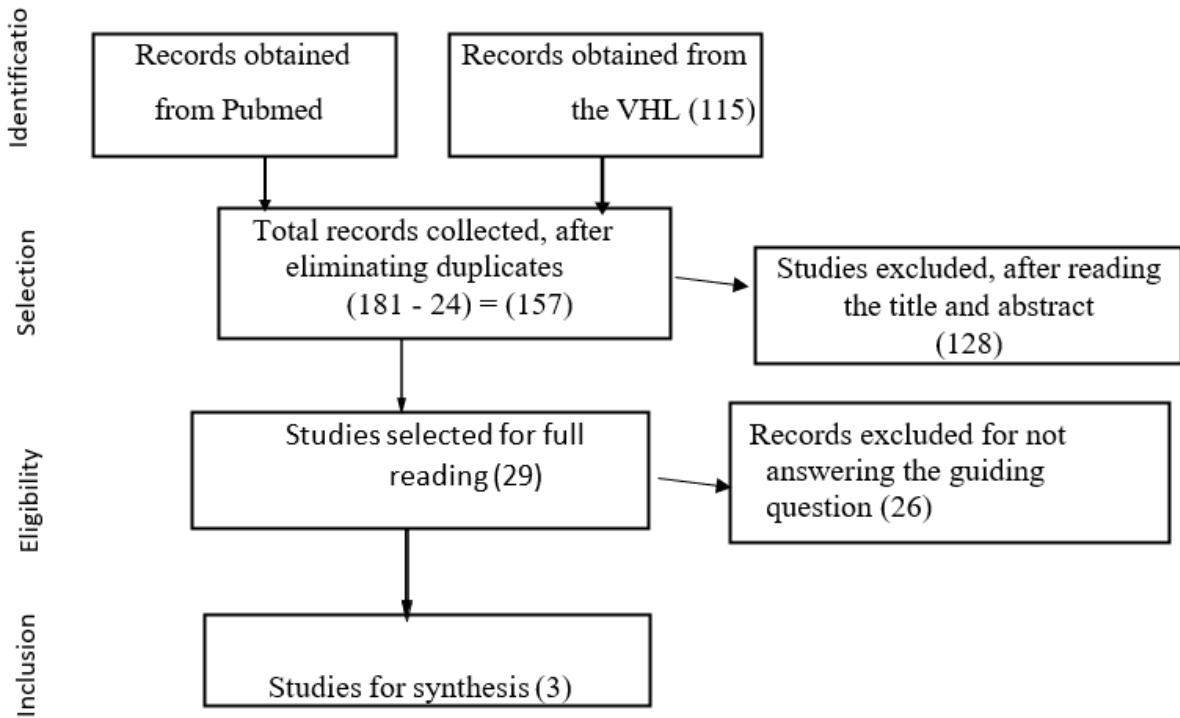 Identificatio
Records obtained
from Pubmed
Records obtained from
the VHL (115)
Selection
Total records collected, after
eliminating duplicates
(181 - 24) = (157)
Studies excluded, after reading
the title and abstract
(128)
Eligibility
Studies selected for full
reading (29)
Records excluded for not
answering the guiding
question (26)
Inclusion
Studies for synthesis (3)